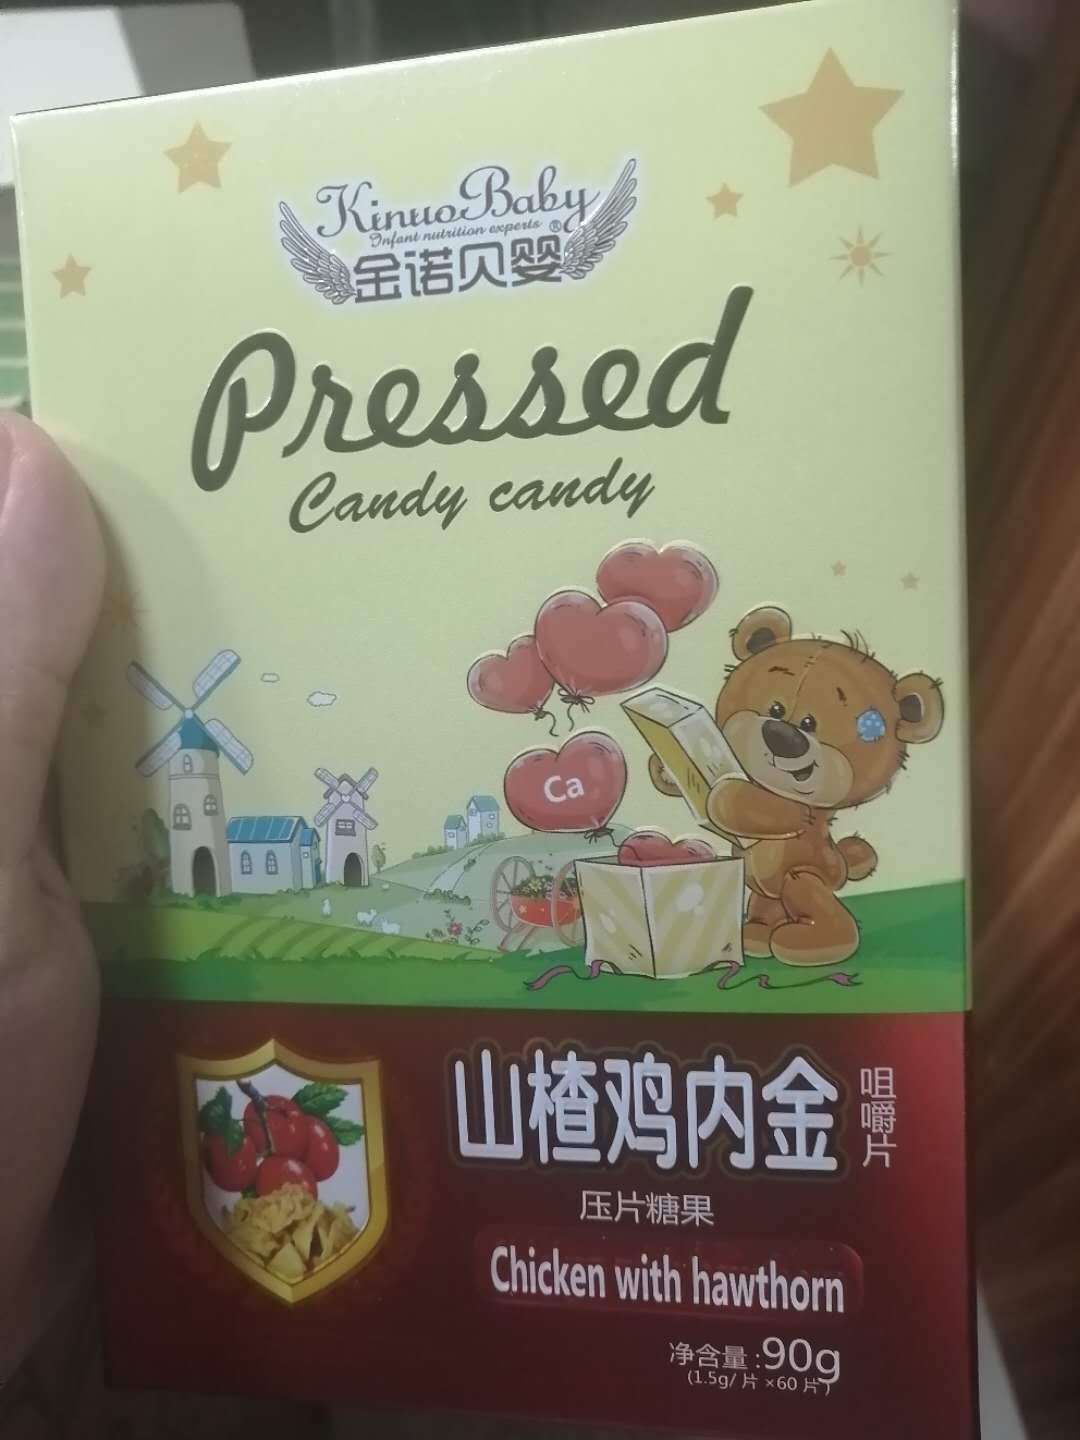 KinuoBaby
Infant nutrition experts ®
金诺贝婴
Pressed
Candy candy
Ca
山楂鸡内金
咀嚼片
压片糖果
Chicken with hawthorn
净含量:90g
(1.5g/片×60片)